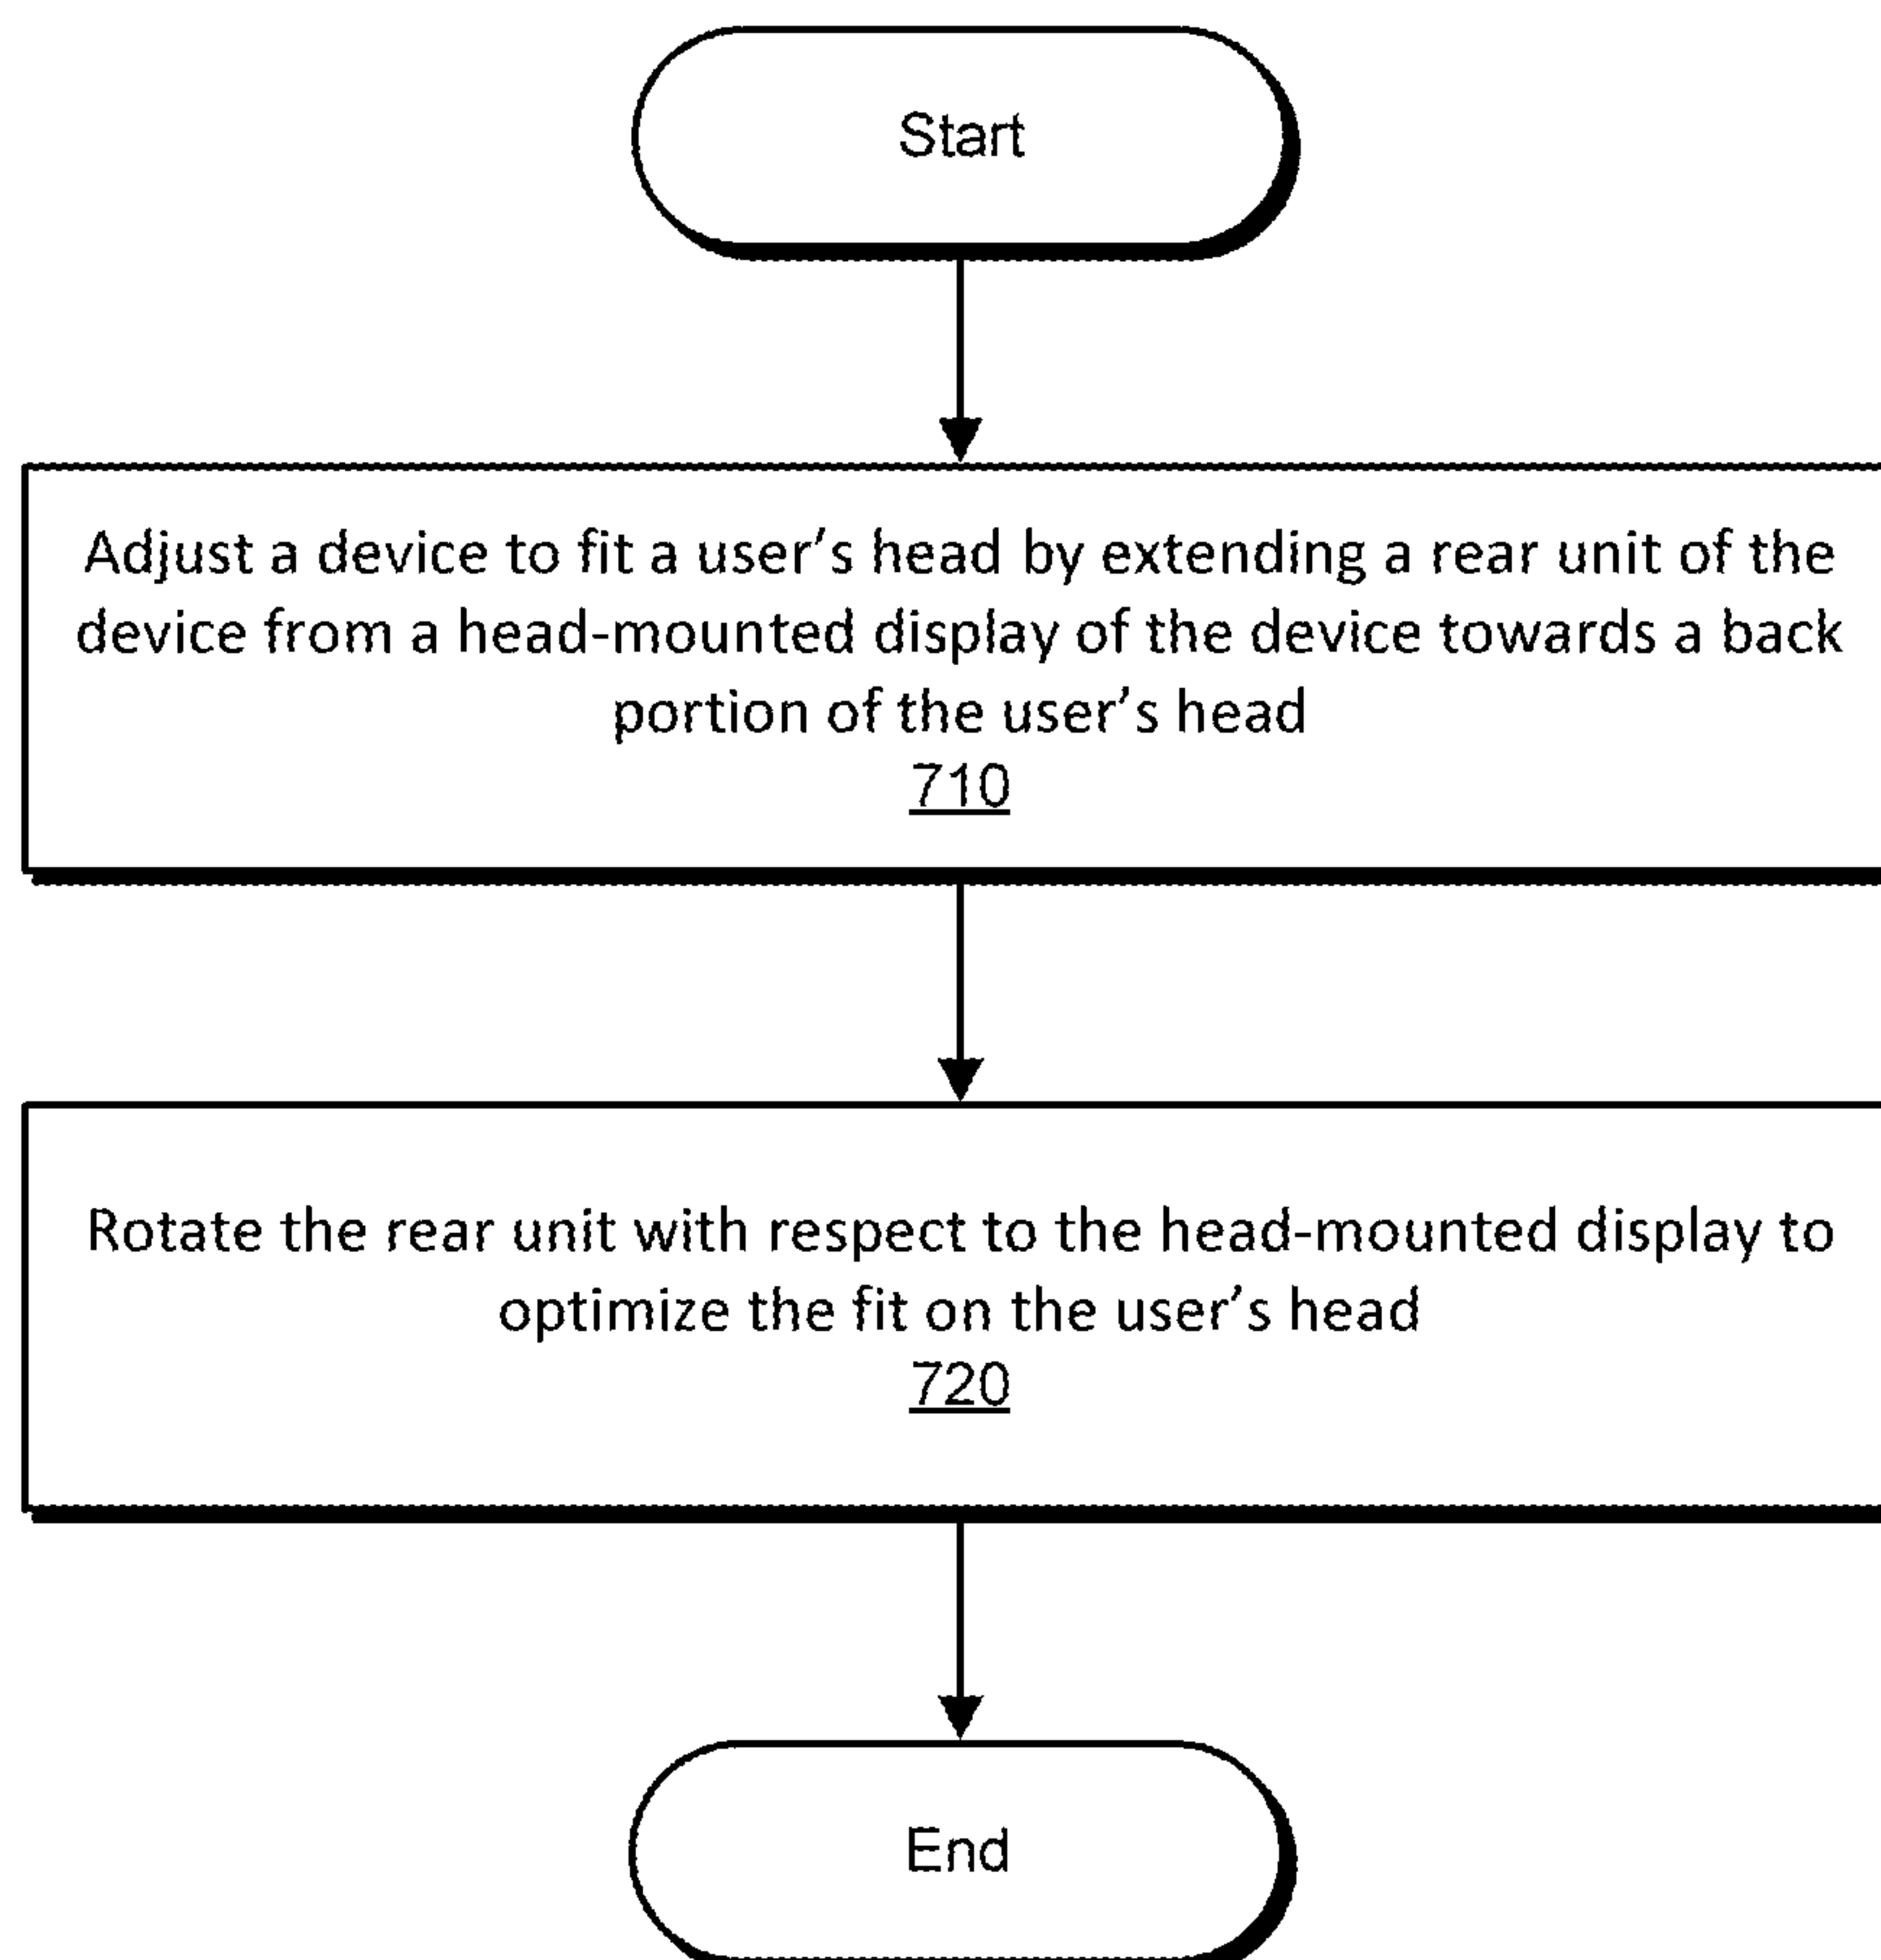 Start
Adjust a device to fit a user's head by extending a rear unit of the
device from a head-mounted display of the device towards a back
portion of the user's head
710
Rotate the rear unit with respect to the head-mounted display to
optimize the fit on the user's head
720
End